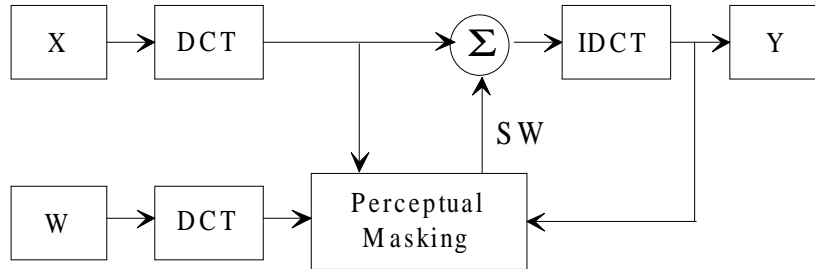 X
DCT
Σ
IDCT
Y
SW
W
DCT
Perceptual
Masking